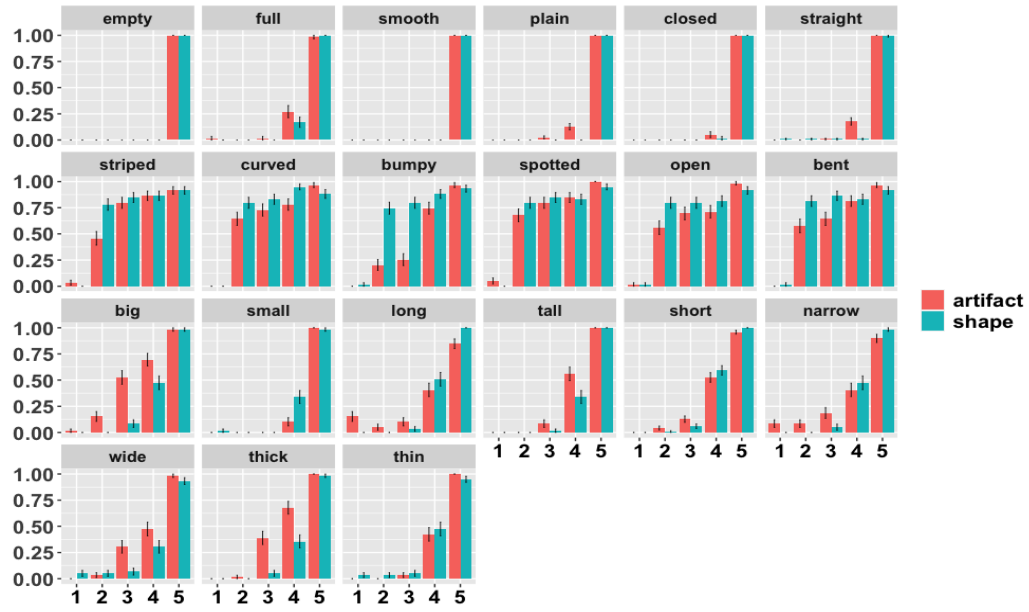 empty full smooth plain closed straight
1.00
0.75
0.50
0.25
0.00
striped curved bumpy spotted open bent
1.00
0.75
0.50
0.25
0.00
artifact
shape
big small long tall short narrow
1.00
0.75
0.50
0.25
0.00
1 2 3 4 5 1 2 3 4 5 1 2 3 4 5
wide thick thin
1.00
0.75
0.50
0.25
0.00
1 2 3 4 5 1 2 3 4 5 1 2 3 4 5